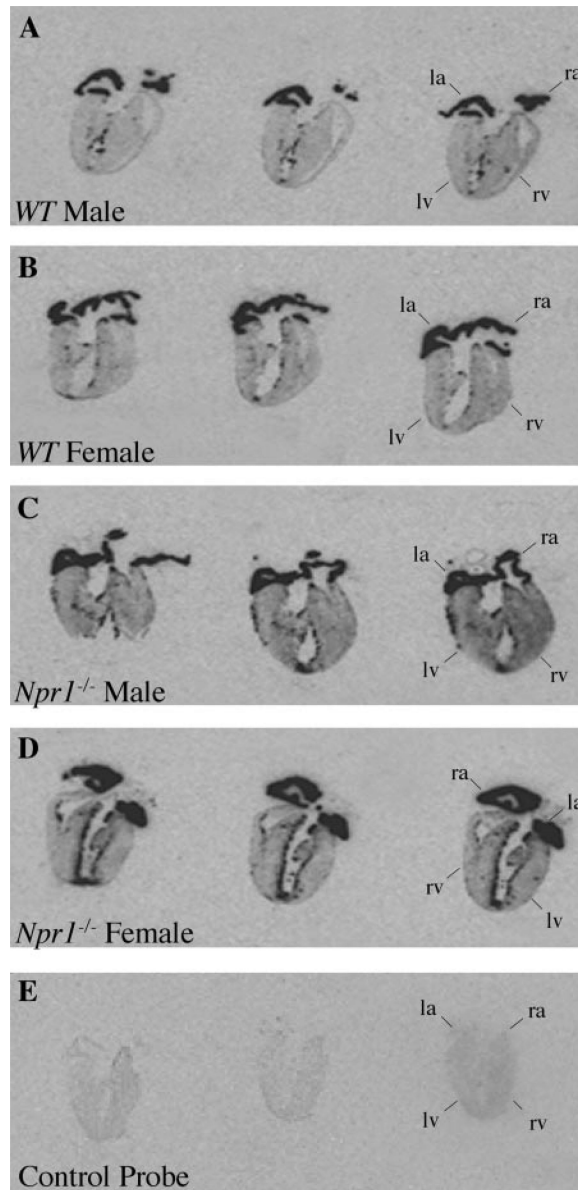 A
la
ra
lv
rv
WT Male
B
la
ra
lv
rv
WT Female
C
la
ra
lv
rv
Npr1-/- Male
D
ra
la
rv
lv
Npr1-/- Female
E
la
ra
lv
rv
Control Probe